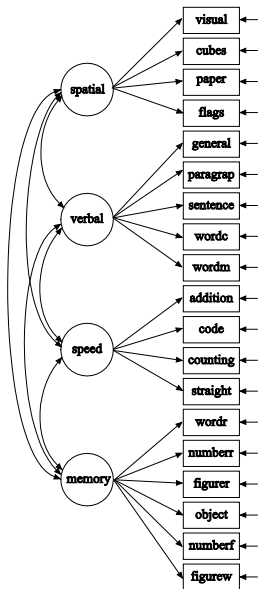 visual
cubes
paper
flags
spatial
general
paragrap
sentence
wordc
wordm
verbal
addition
code
counting
straight
speed
wordr
numberr
figurer
object
numberf
figurew
memory